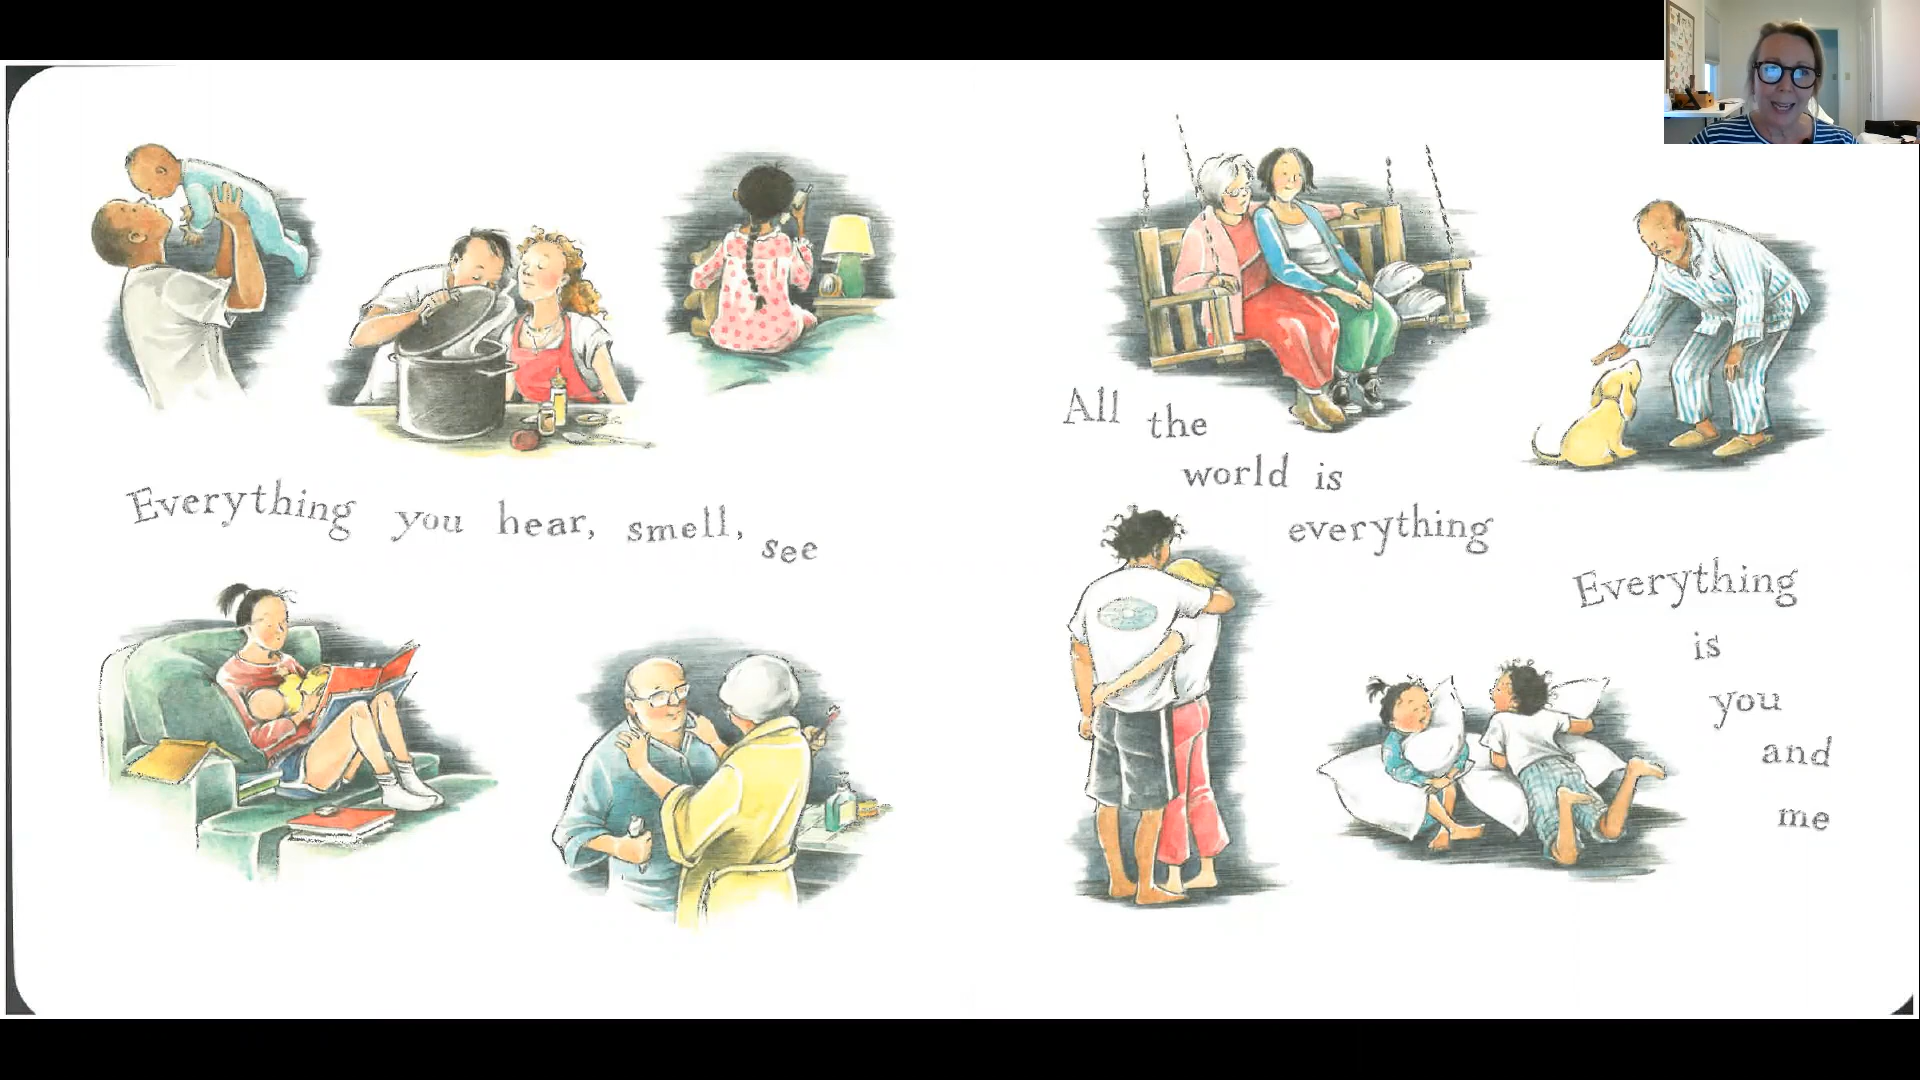 Everything you hear, smell, see
All the
world is
everything
Everything
is
you
and
me